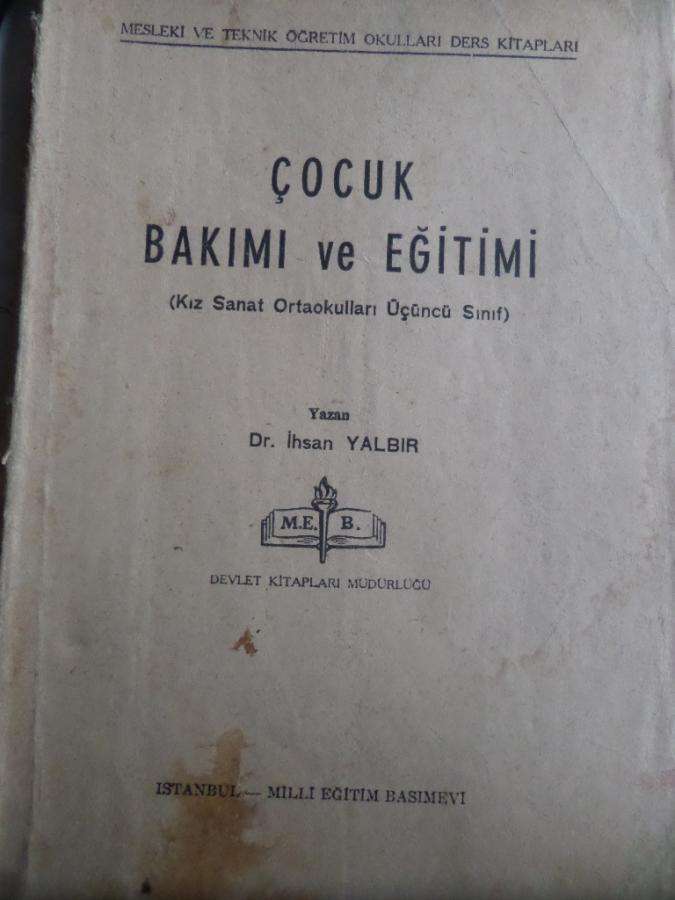 MESLEKİ VE TEKNİK ÖĞRETİM OKULLARI DERS KİTAPLARI
ÇOCUK
BAKIMI ve EĞİTİMİ
(Kız Sanat Ortaokulları Üçüncü Sınıf)
Yazan
Dr. İhsan YALBIR
M.E. B.
DEVLET KİTAPLARI MÜDÜRLÜĞÜ
İSTANBUL — MİLLİ EĞİTİM BASIMEVİ